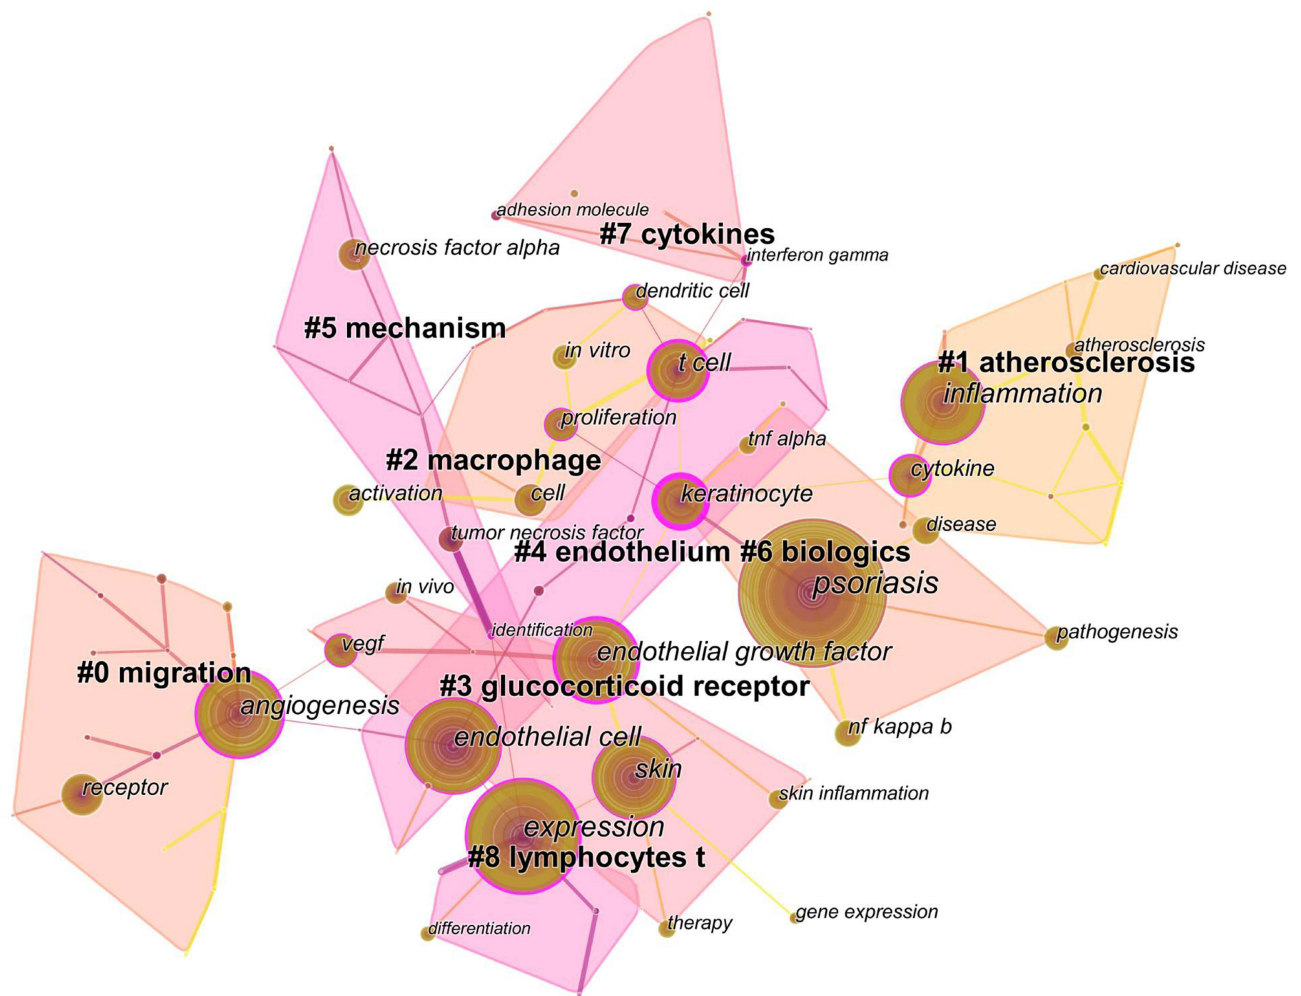 adhesion molecule
#7 cytokines
necrosis factor alpha
interferon gamma
cardiovascular disease
dendritic cell
#5 mechanism
in vitro
t cell
atherosclerosis
#1 atherosclerosis
inflammation
proliferation
tnf alpha
#2 macrophage
cytokine
activation
cell
keratinocyte
disease
tumor necrosis factor
#4 endothelium
#6 biologics
psoriasis
in vivo
identification
pathogenesis
vegf
endothelial growth factor
#0 migration
#3 glucocorticoid receptor
angiogenesis
endothelial cell
nf kappa b
skin
receptor
skin inflammation
expression
#8 lymphocytes t
gene expression
differentiation
therapy